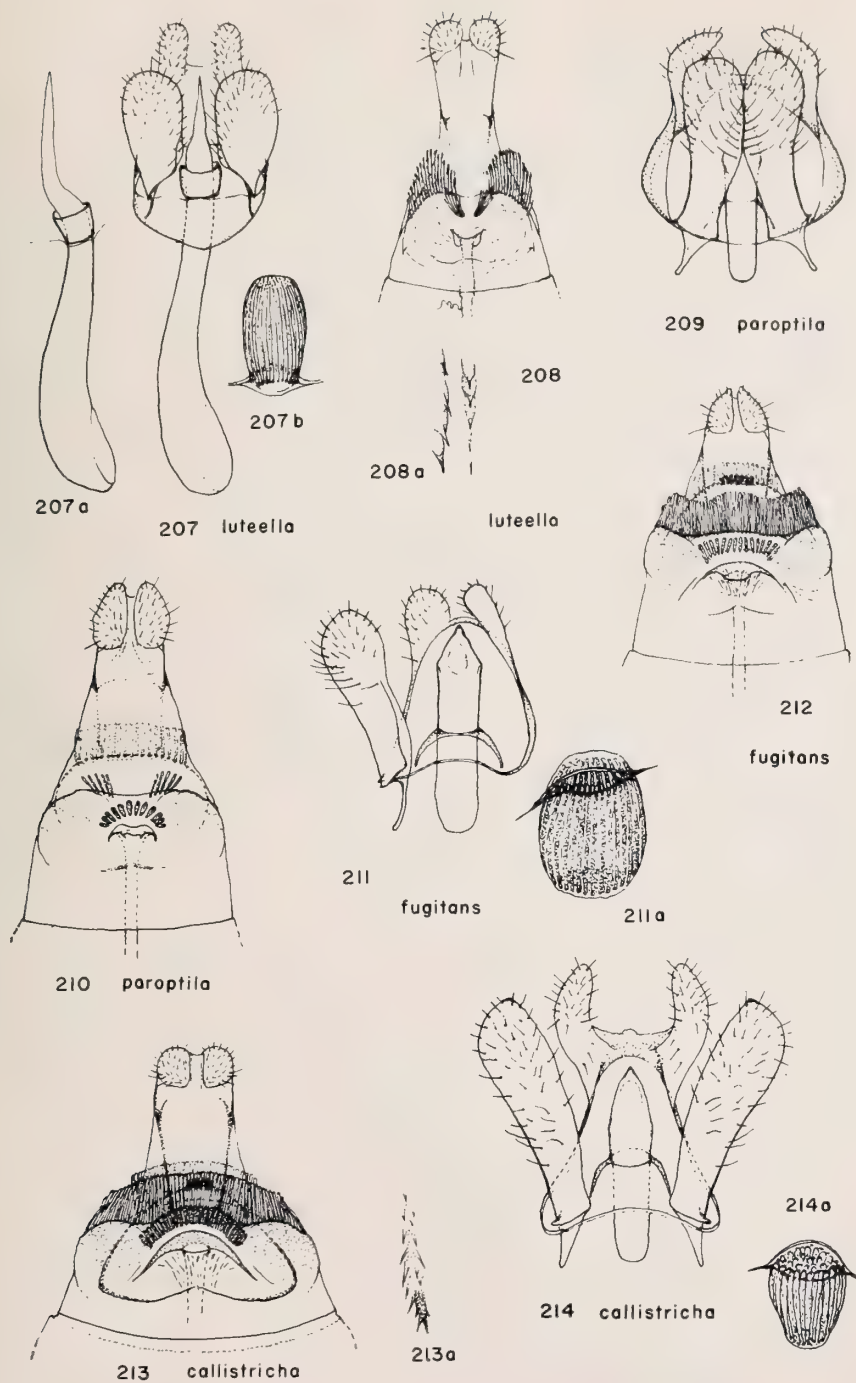 209 paroptila
208
207b
208a
207a
207 luteella
luteella
212
fugitans
211
fugitans
211a
210 paroptila
214a
214 callistricha
213a
213 callistricha